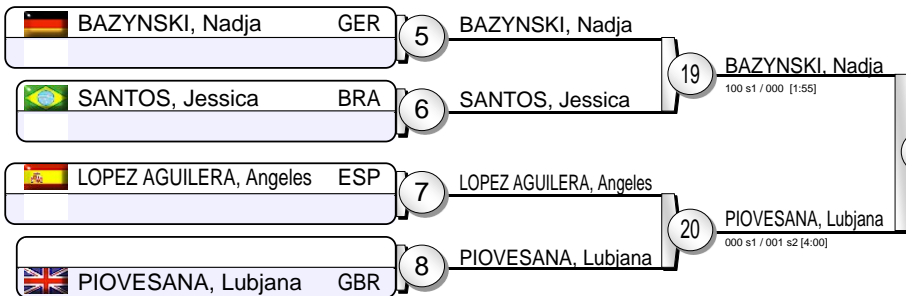 BAZYNSKI, Nadja GER
5
BAZYNSKI, Nadja
19
BAZYNSKI, Nadja
100 s1 / 000 [1:55]
SANTOS, Jessica BRA
6
SANTOS, Jessica
LOPEZ AGUILERA, Angeles ESP
7
LOPEZ AGUILERA, Angeles
20
PIOVESANA, Lubjana
000 s1 / 001 s2 [4:00]
PIOVESANA, Lubjana GBR
8
PIOVESANA, Lubjana